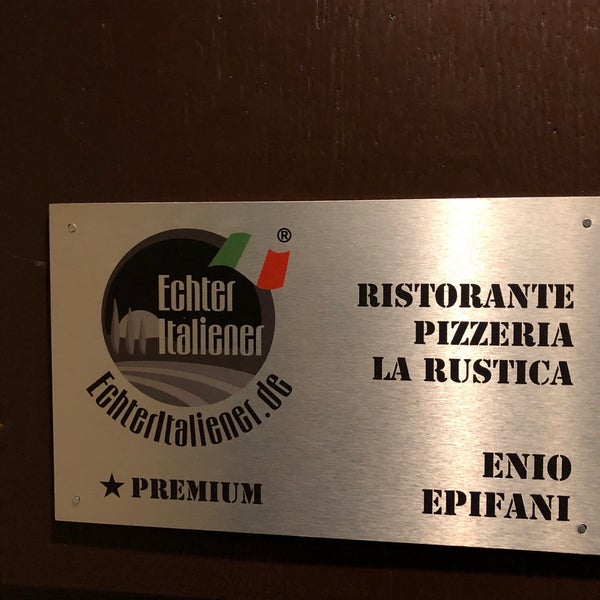 Echter
Italiener
®
EchterItaliener.de
★ PREMIUM
RISTORANTE
PIZZERIA
LA RUSTICA
ENIO
EPIFANI